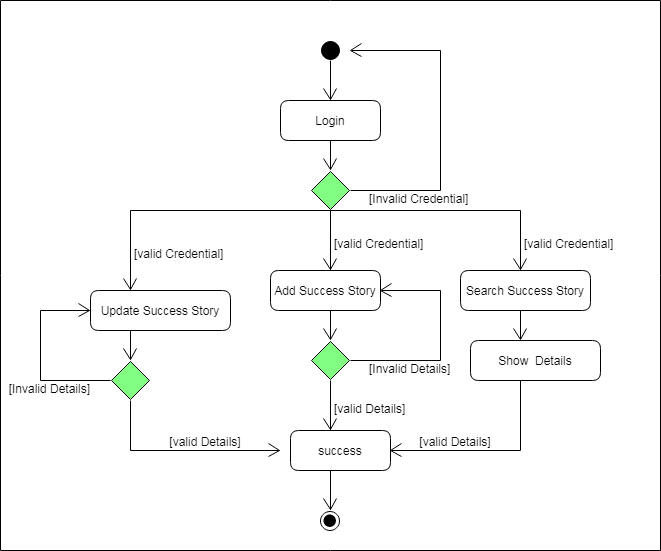 Login
[Invalid Credential]
[valid Credential]
[valid Credential]
[valid Credential]
Update Success Story
Add Success Story
Search Success Story
Show Details
[Invalid Details]
[Invalid Details]
[valid Details]
[valid Details]
[valid Details]
success